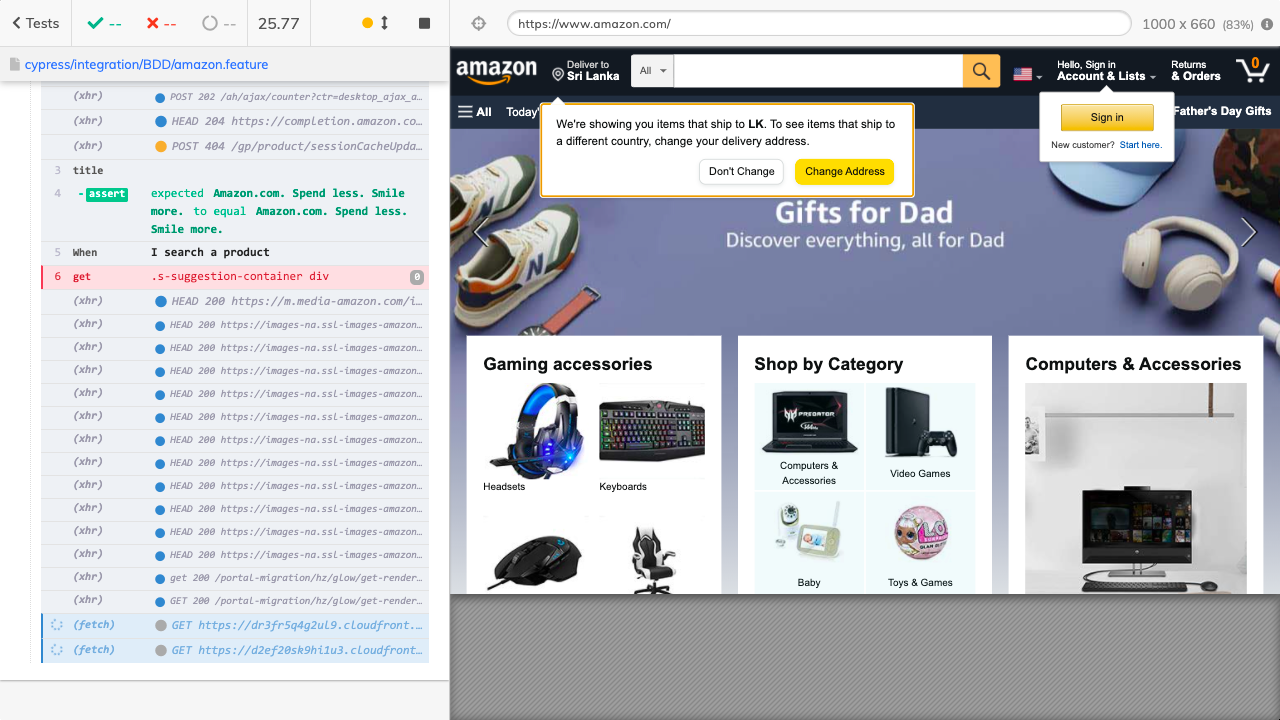 Tests
--
--
--
25.77
https://www.amazon.com/
1000 x 660 (83%)
cypress/integration/BDD/amazon.feature
(xhr) POST 202 /ah/ajax/counter?ctr=desktop_ajax_a…
(xhr) HEAD 204 https://completion.amazon.co…
(xhr) POST 404 /gp/product/sessionCacheUpda…
3 title
4 - assert expected Amazon.com. Spend less. Smile
more. to equal Amazon.com. Spend less.
Smile more.
5 When I search a product
6 get .s-suggestion-container div 0
(xhr) HEAD 200 https://m.media-amazon.com/i…
(xhr) HEAD 200 https://images-na.ssl-images-amazon…
(xhr) HEAD 200 https://images-na.ssl-images-amazon…
(xhr) HEAD 200 https://images-na.ssl-images-amazon…
(xhr) HEAD 200 https://images-na.ssl-images-amazon…
(xhr) HEAD 200 https://images-na.ssl-images-amazon…
(xhr) HEAD 200 https://images-na.ssl-images-amazon…
(xhr) HEAD 200 https://images-na.ssl-images-amazon…
(xhr) HEAD 200 https://images-na.ssl-images-amazon…
(xhr) HEAD 200 https://images-na.ssl-images-amazon…
(xhr) HEAD 200 https://images-na.ssl-images-amazon…
(xhr) HEAD 200 https://images-na.ssl-images-amazon…
(xhr) get 200 /portal-migration/hz/glow/get-render…
(xhr) GET 200 /portal-migration/hz/glow/get-render…
(fetch) GET https://dr3fr5q4g2ul9.cloudfront.…
(fetch) GET https://d2ef20sk9hi1u3.cloudfront…
amazon
Deliver to
Sri Lanka
All
Hello, Sign in
Account & Lists
Returns
& Orders
0
All
Today'
Father's Day Gifts
We're showing you items that ship to LK. To see items that ship to
a different country, change your delivery address.
Don't Change
Change Address
Sign in
New customer? Start here.
Gifts for Dad
Discover everything, all for Dad
Gaming accessories
Headsets
Keyboards
Shop by Category
PREDATOR
Computers &
Accessories
Video Games
Baby
L.O.L.
Toys & Games
Computers & Accessories